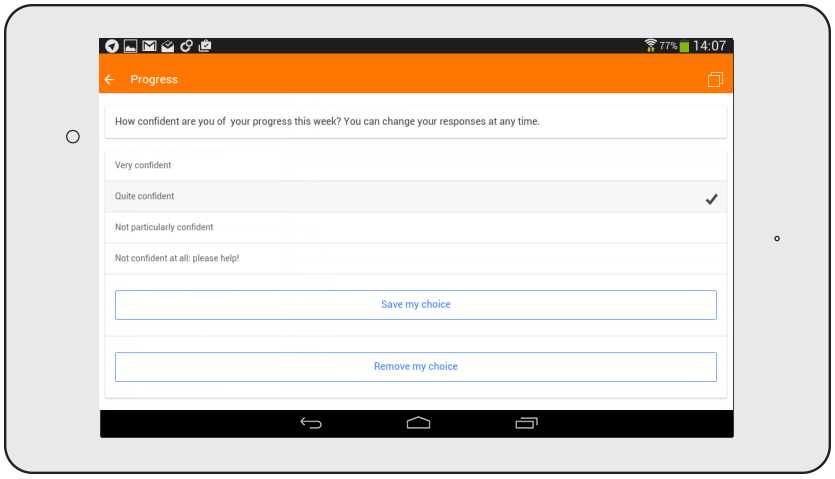 77% 14:07
Progress
How confident are you of  your progress this week? You can change your responses at any time.
Very confident
Quite confident
Not particularly confident
Not confident at all: please help!
Save my choice
Remove my choice